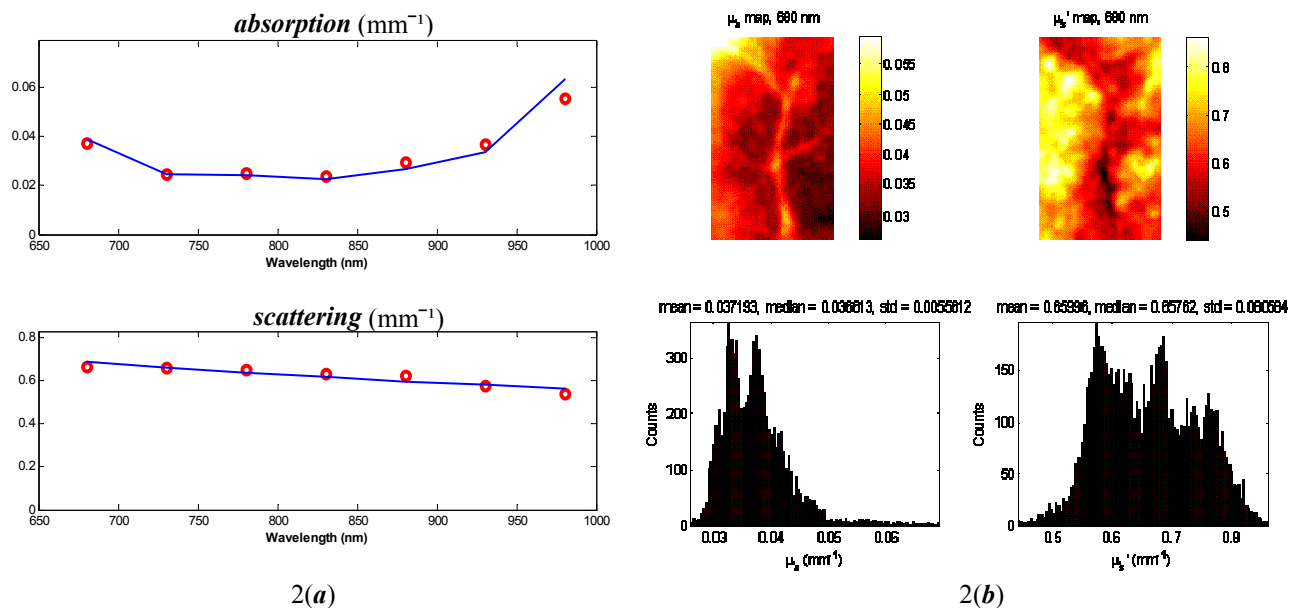 absorption (mm⁻¹)
0.06
0.04
0.02
0
650 700 750 800 850 900 950 1000
Wavelength (nm)
scattering (mm⁻¹)
0.8
0.6
0.4
0.2
0
650 700 750 800 850 900 950 1000
Wavelength (nm)
2(a)
μa map, 680 nm
0.055
0.05
0.045
0.04
0.035
0.03
μs' map, 680 nm
0.8
0.7
0.6
0.5
mean = 0.037193, median = 0.036613, std = 0.0055612
300
200
100
0
Counts
0.03 0.04 0.05 0.06
μa (mm⁻¹)
mean = 0.65996, median = 0.65762, std =
150
100
50
0
Counts
0.5 0.6 0.7 0.8
μs' (mm⁻¹)
2(b)